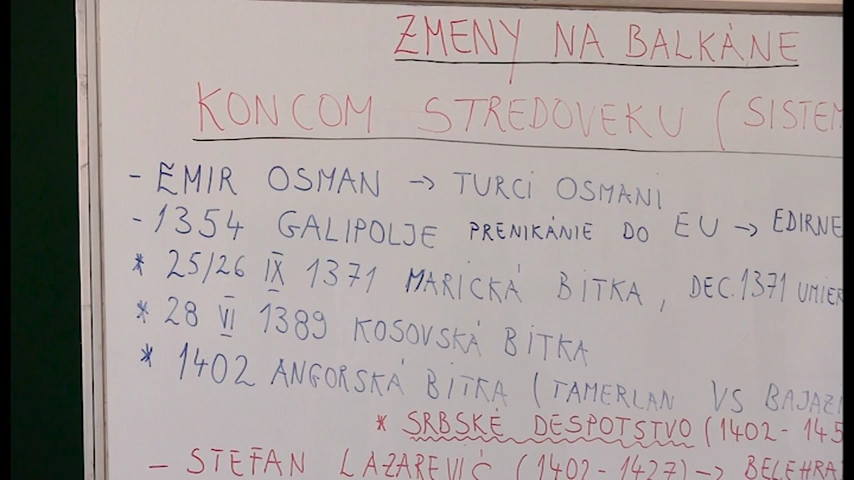 ZMENY NA BALKÁNE
KONCOM STREDOVEKU (SISTEM
- EMIR OSMAN → TURCI OSMANI
- 1354 GALIPOLJE PRENIKÁNIE DO EU → EDIRNE
* 25/26 IX 1371 MARICKÁ BITKA, DEC. 1371 UMIER
* 28 VI 1389 KOSOVSKÁ BITKA
* 1402 ANGORSKÁ BITKA (TAMERLAN VS BAJAZ
* SRBSKÉ DESPOTSTVO (1402 - 145
- STEFAN LAZAREVIĆ (1402 - 1427) → BELEHRA